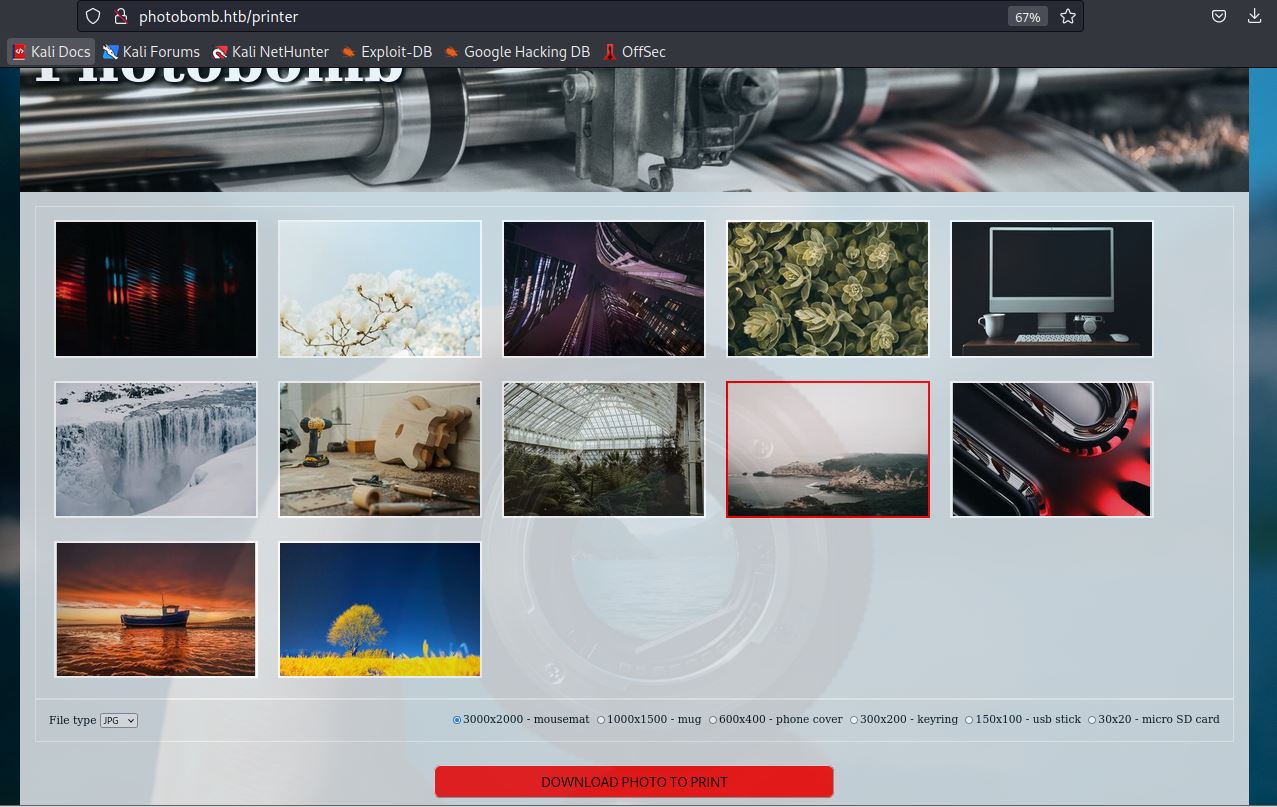 photobomb.htb/printer 67%
Kali Docs Kali Forums Kali NetHunter Exploit-DB Google Hacking DB OffSec
Photobomb
File type JPG 3000x2000 - mousemat 1000x1500 - mug 600x400 - phone cover 300x200 - keyring 150x100 - usb stick 30x20 - micro SD card
DOWNLOAD PHOTO TO PRINT